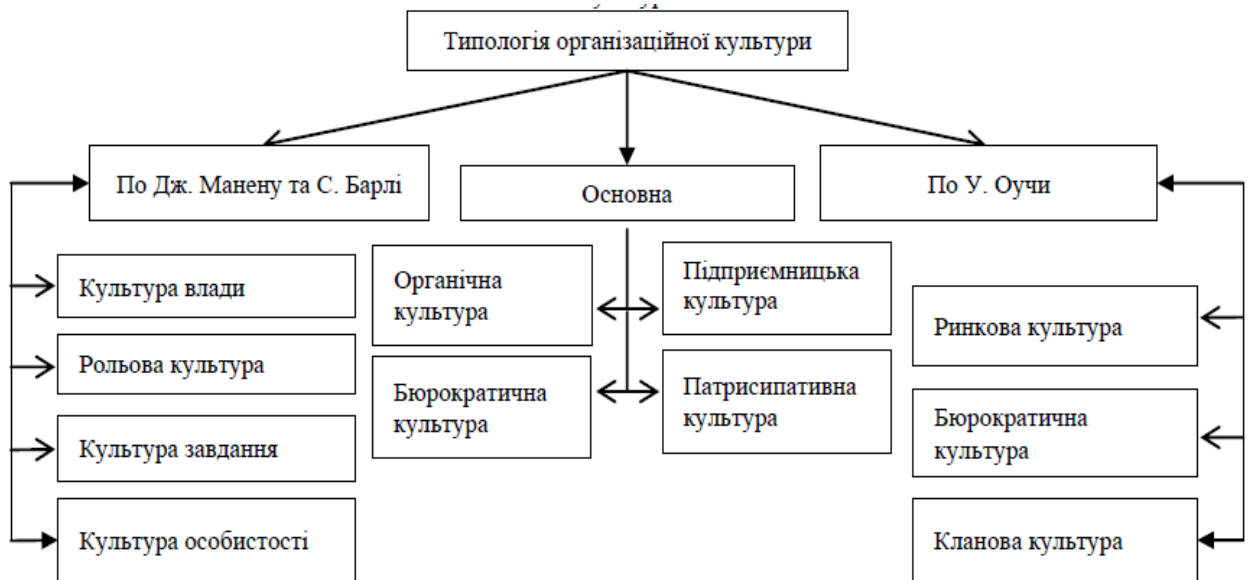 Типологія організаційної культури
По Дж. Манену та С. Барлі
Основна
По У. Оучи
Культура влади
Рольова культура
Культура завдання
Культура особистості
Органічна
культура
Бюрократична
культура
Підприємницька
культура
Патрисипативна
культура
Ринкова культура
Бюрократична
культура
Кланова культура